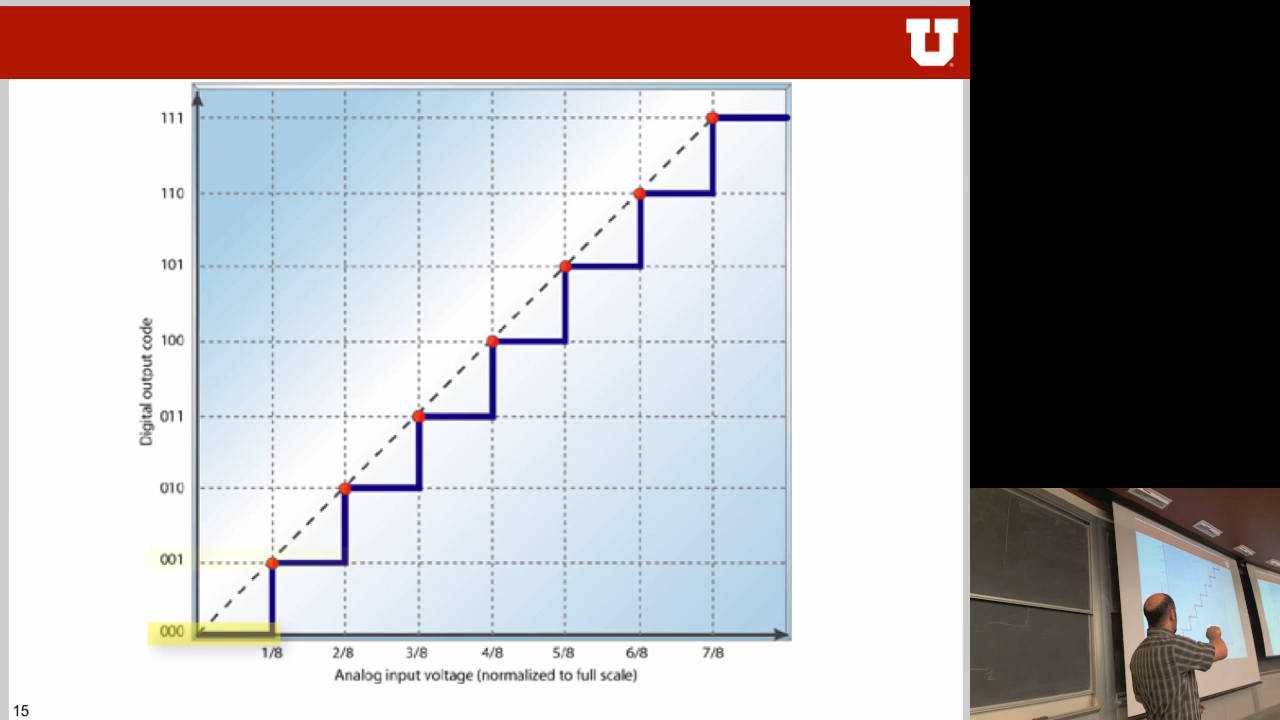 U
111
110
101
100
011
010
001
000
Digital output code
1/8 2/8 3/8 4/8 5/8 6/8 7/8
Analog input voltage (normalized to full scale)
15